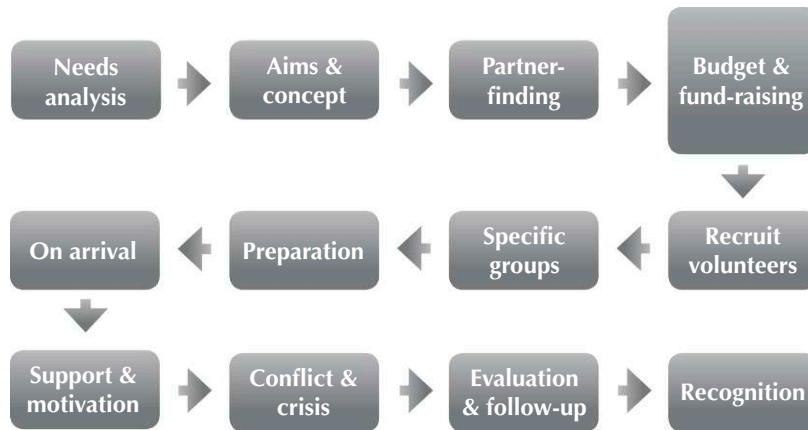 Needs
analysis
Aims &
concept
Partner-
finding
Budget &
fund-raising
Recruit
volunteers
Specific
groups
Preparation
On arrival
Support &
motivation
Conflict &
crisis
Evaluation
& follow-up
Recognition